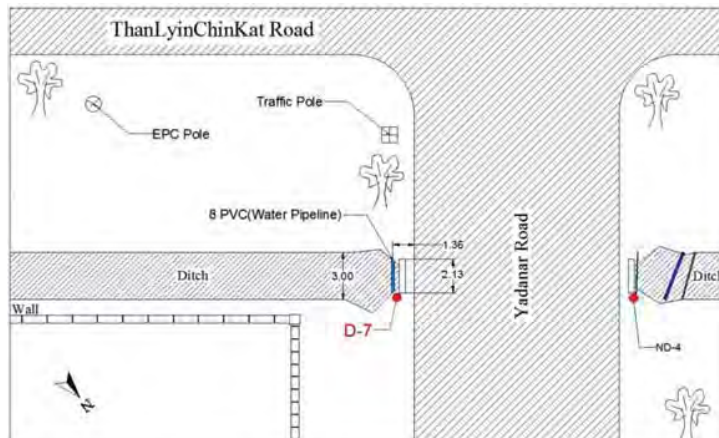 ThanLyinChinKat Road
Traffic Pole
EPC Pole
8 PVC(Water Pipeline)
1.36
Ditch
3.00
2.13
Yadanar Road
Ditch
Wall
D-7
ND-4
N